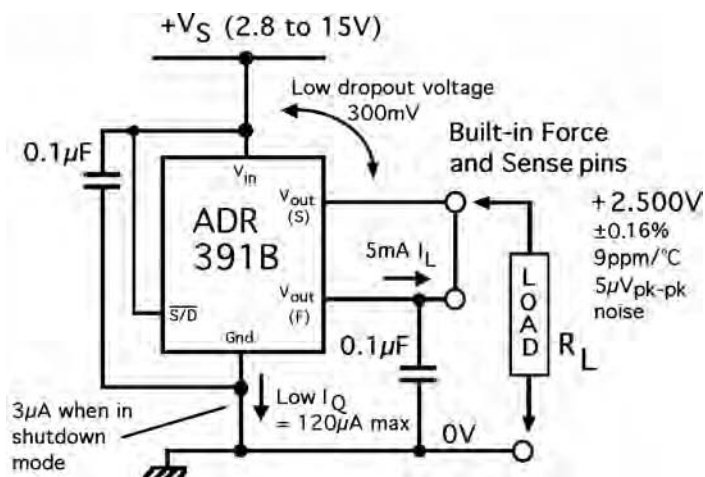 +VS (2.8 to 15V)
Low dropout voltage
300mV
Built-in Force
and Sense pins
0.1µF
Vin
Vout
(S)
ADR
391B
+2.500V
±0.16%
9ppm/°C
5µVpk-pk
noise
5mA IL
LOAD
RL
Vout
(F)
S/D
Gnd
0.1µF
3µA when in
shutdown
mode
Low IQ
= 120µA max
0V